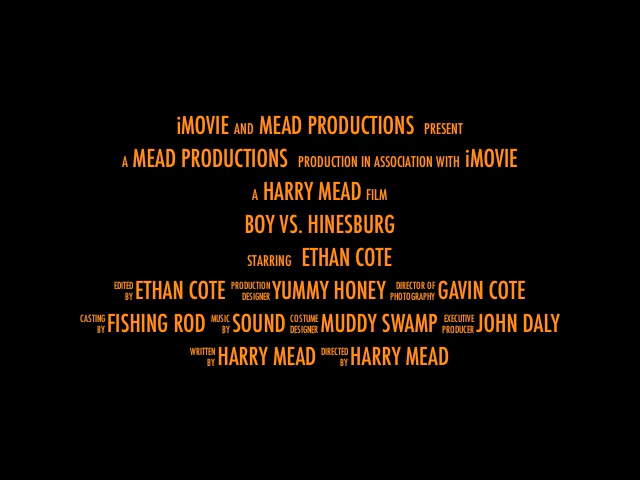 iMOVIE AND MEAD PRODUCTIONS PRESENT
A MEAD PRODUCTIONS PRODUCTION IN ASSOCIATION WITH iMOVIE
A HARRY MEAD FILM
BOY VS. HINESBURG
STARRING ETHAN COTE
EDITED BY ETHAN COTE PRODUCTION DESIGNER YUMMY HONEY DIRECTOR OF PHOTOGRAPHY GAVIN COTE
CASTING BY FISHING ROD MUSIC BY SOUND COSTUME DESIGNER MUDDY SWAMP EXECUTIVE PRODUCER JOHN DALY
WRITTEN BY HARRY MEAD DIRECTED BY HARRY MEAD